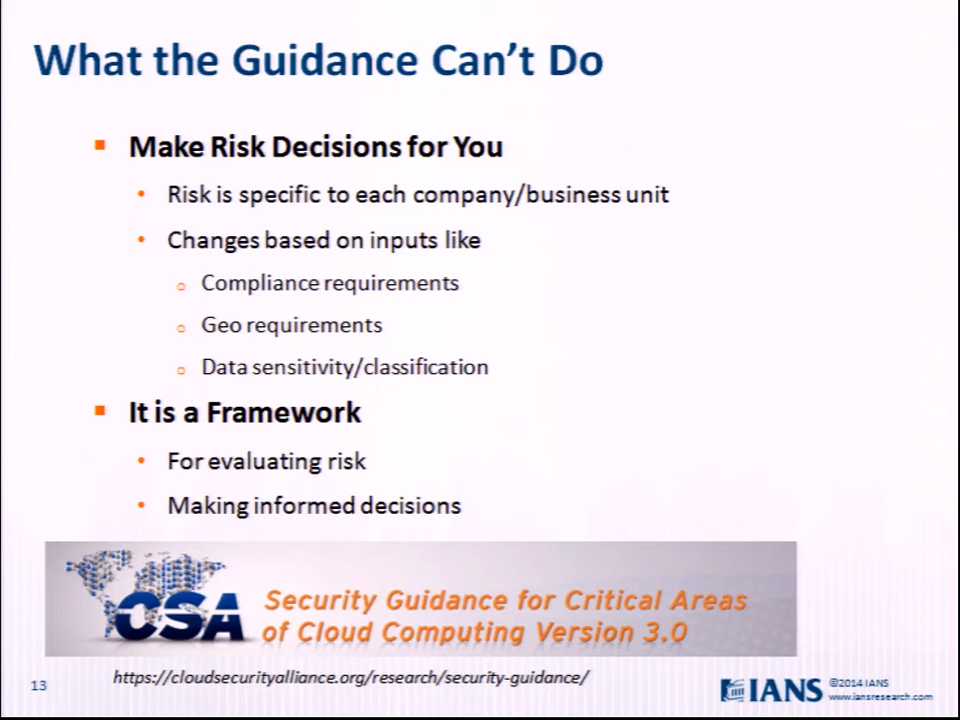 What the Guidance Can't Do
Make Risk Decisions for You
Risk is specific to each company/business unit
Changes based on inputs like
Compliance requirements
Geo requirements
Data sensitivity/classification
It is a Framework
For evaluating risk
Making informed decisions
CSA
Security Guidance for Critical Areas
of Cloud Computing Version 3.0
https://cloudsecurityalliance.org/research/security-guidance/
13
IANS
©2014 IANS
www.iansresearch.com